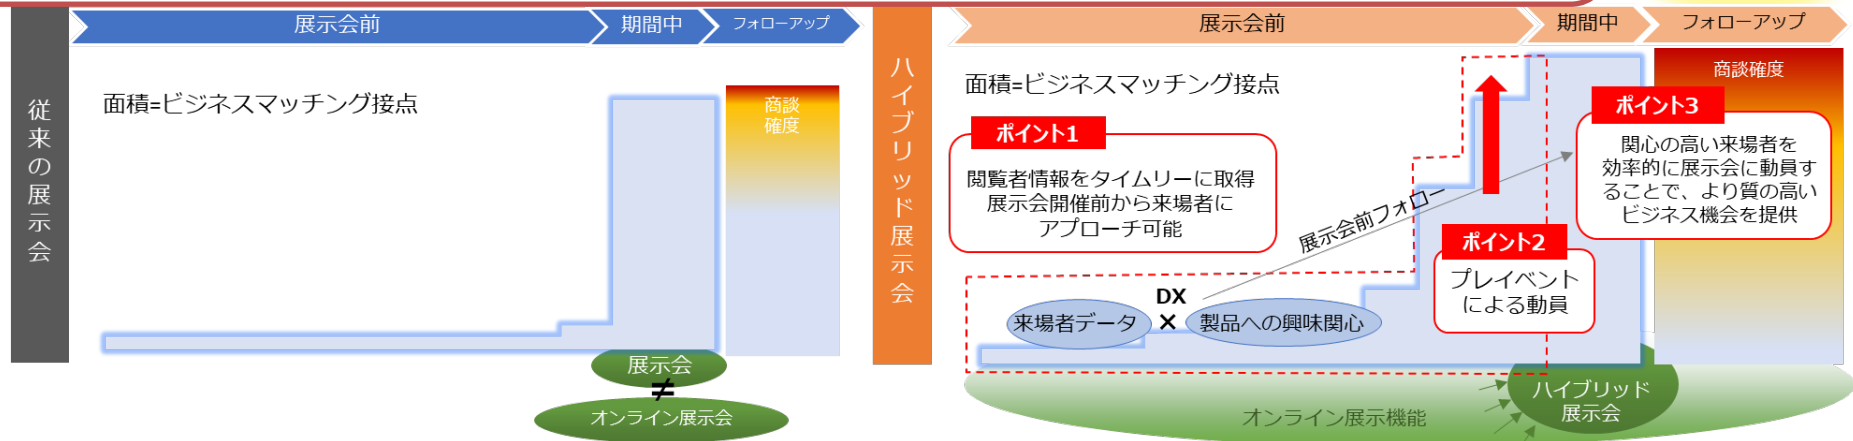 従来の展示会
展示会前
期間中
フォローアップ
面積=ビジネスマッチング接点
商談
確度
展示会
≠
オンライン展示会
ハイブリッド展示会
展示会前
期間中
フォローアップ
面積=ビジネスマッチング接点
商談確度
ポイント1
閲覧者情報をタイムリーに取得
展示会開催前から来場者に
アプローチ可能
展示会前フォロー
ポイント2
プレイベント
による動員
ポイント3
関心の高い来場者を
効率的に展示会に動員す
ることで、より質の高い
ビジネス機会を提供
DX
来場者データ × 製品への興味関心
オンライン展示機能
ハイブリッド
展示会